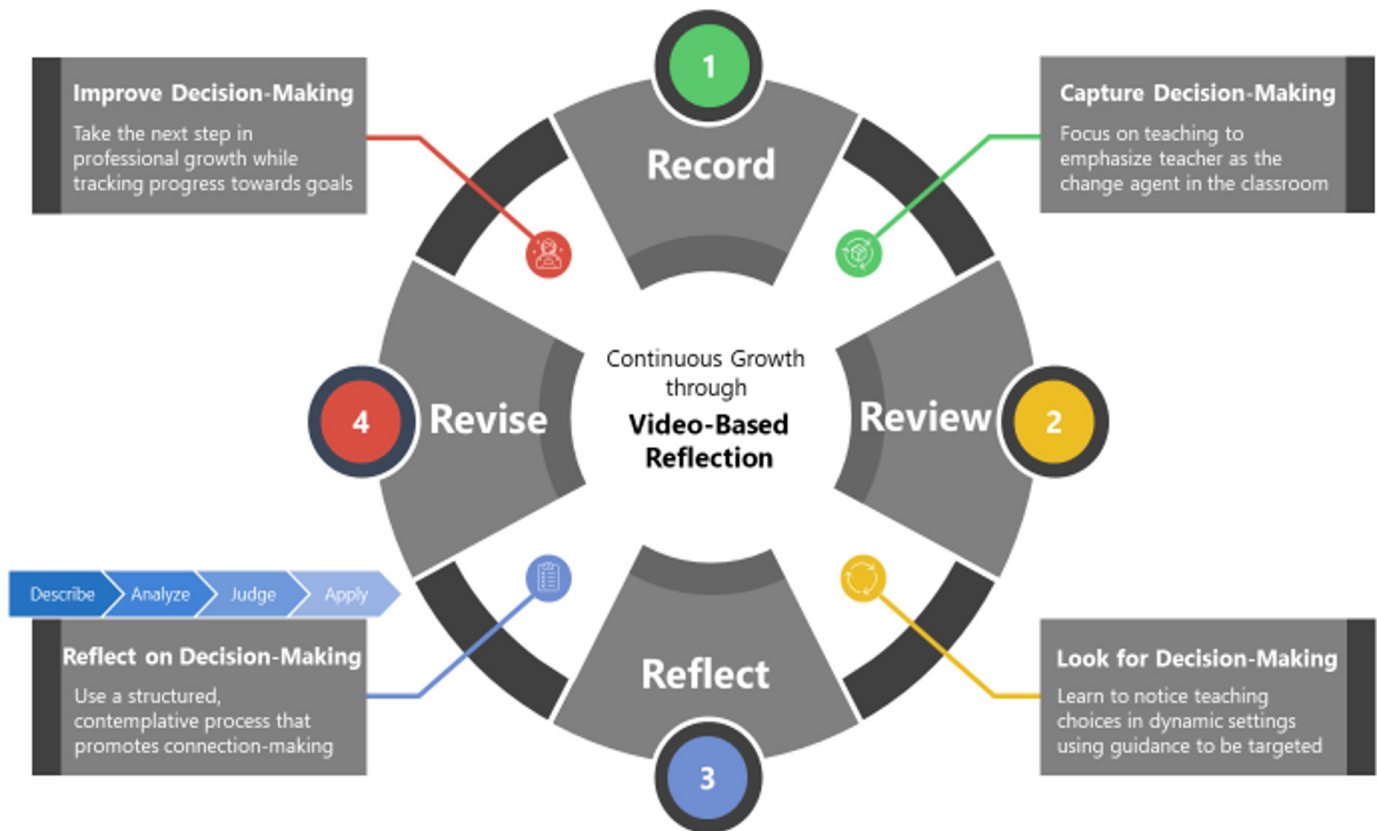 1
Record
Capture Decision-Making
Focus on teaching to
emphasize teacher as the
change agent in the classroom
2
Review
Look for Decision-Making
Learn to notice teaching
choices in dynamic settings
using guidance to be targeted
3
Reflect
Describe Analyze Judge Apply
Reflect on Decision-Making
Use a structured,
contemplative process that
promotes connection-making
4
Revise
Improve Decision-Making
Take the next step in
professional growth while
tracking progress towards goals
Continuous Growth
through
Video-Based
Reflection